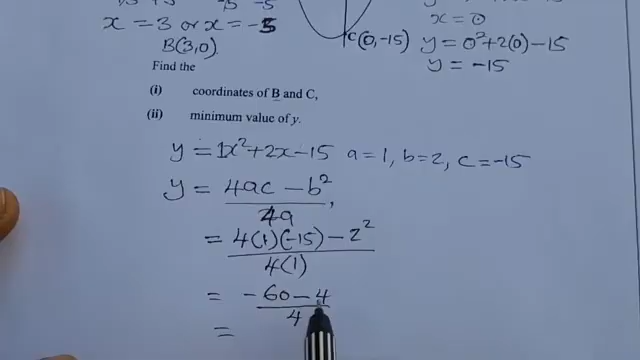 x = 3 or x = -5
B(3,0)
C(0,-15)
x = 0
y = 0² + 2(0) - 15
y = -15
Find the
(i) coordinates of B and C,
(ii) minimum value of y.
y = 1x² + 2x - 15 a = 1, b = 2, c = -15
y = 4ac - b²
4a,
= 4(1)(-15) - 2²
4(1)
= -60 - 4
4
=